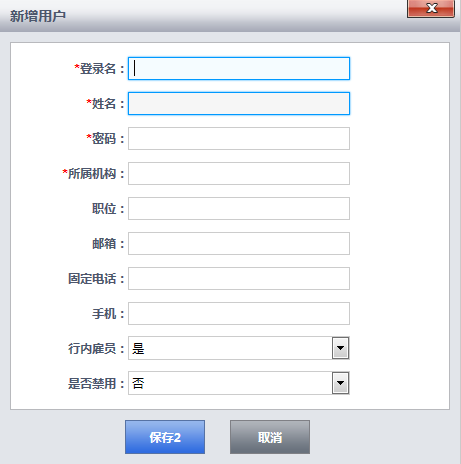 新增用户
*登录名：
*姓名：
*密码：
*所属机构：
职位：
邮箱：
固定电话：
手机：
行内雇员：是
是否禁用：否
保存2 取消